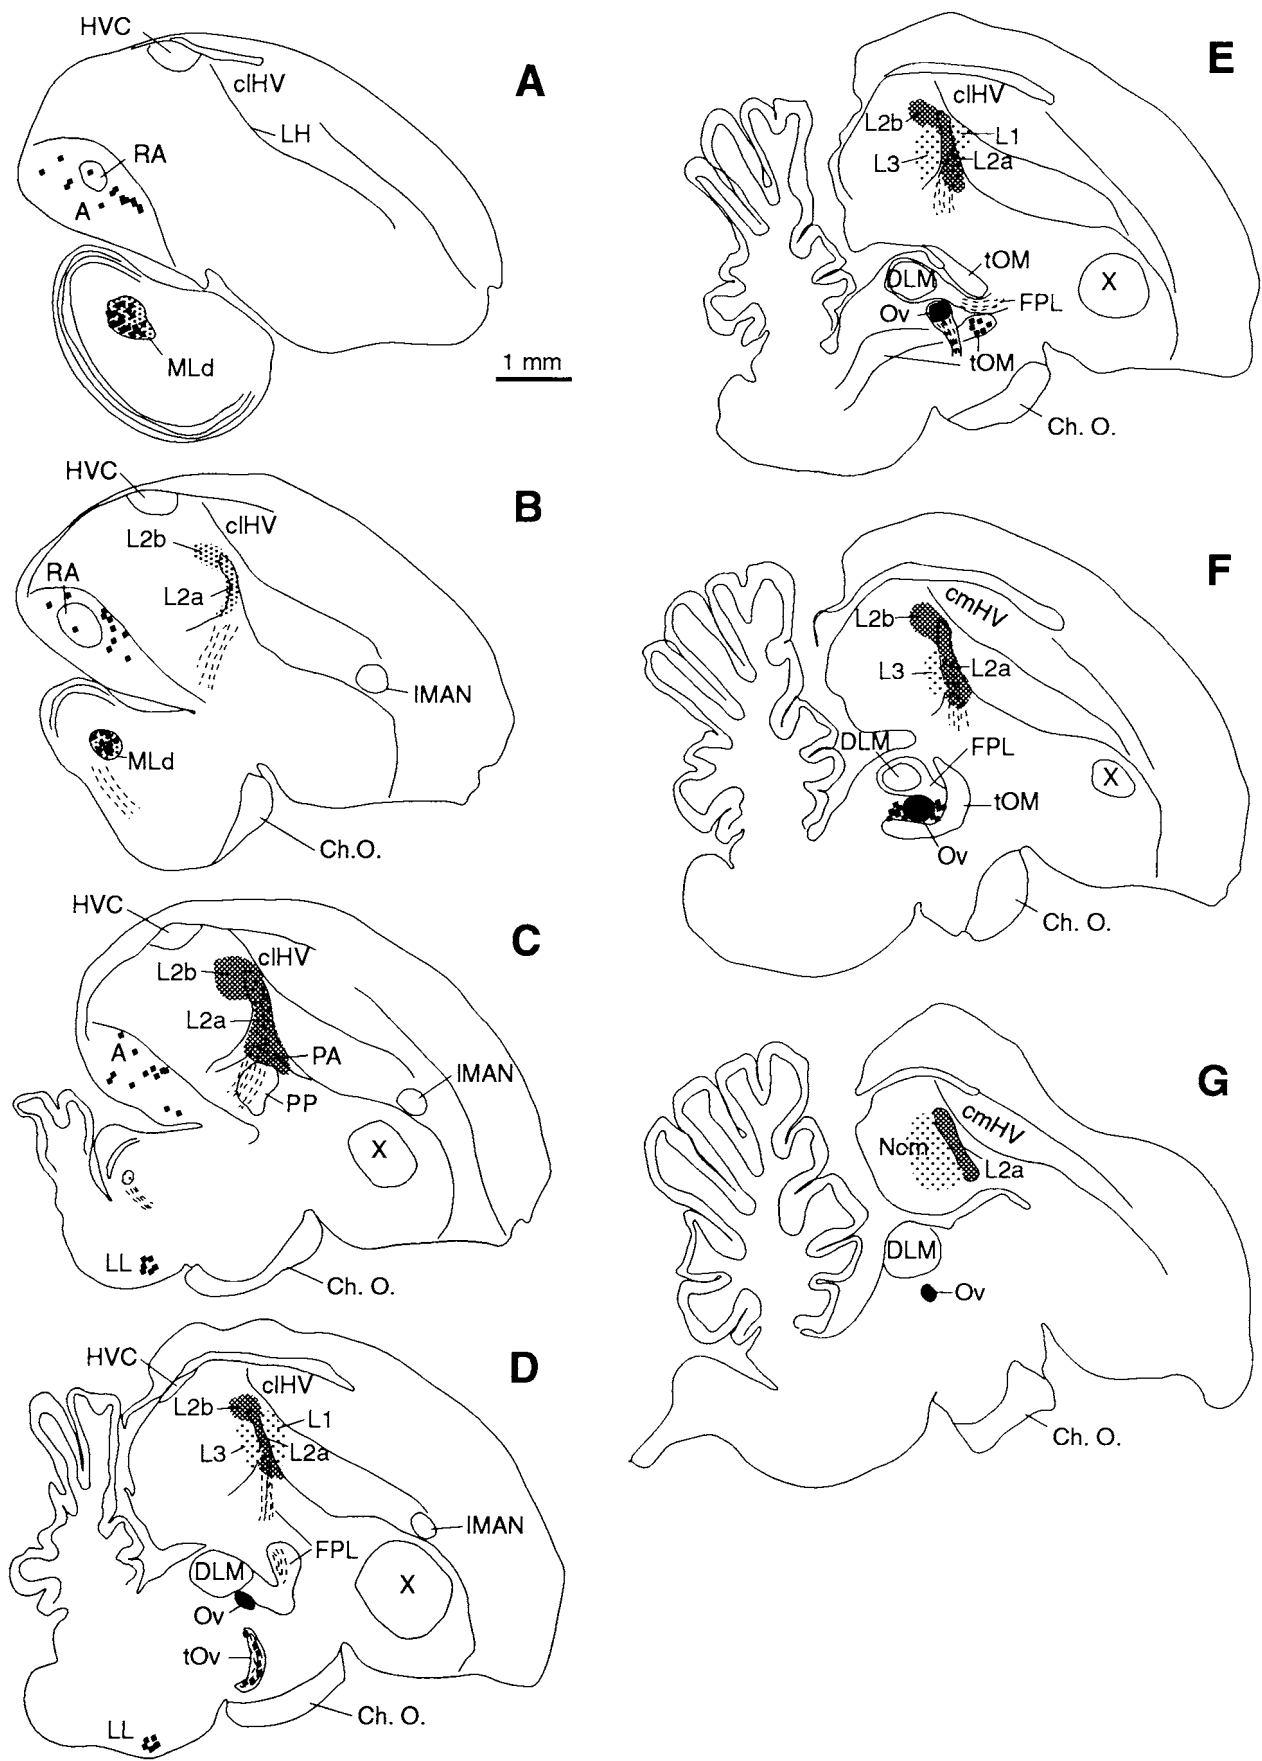 A
HVC
clHV
LH
RA
A
MLd
1 mm
B
HVC
clHV
L2b
RA
L2a
lMAN
MLd
Ch.O.
C
HVC
clHV
L2b
L2a
A
PA
lMAN
PP
X
LL
Ch. O.
D
HVC
clHV
L2b
L1
L3
L2a
lMAN
FPL
DLM
X
Ov
tOv
Ch. O.
LL
E
clHV
L2b
L1
L3
L2a
tOM
DLM
X
FPL
Ov
tOM
Ch. O.
F
cmHV
L2b
L3
L2a
DLM
FPL
X
tOM
Ov
Ch. O.
G
cmHV
Ncm
L2a
DLM
Ov
Ch. O.